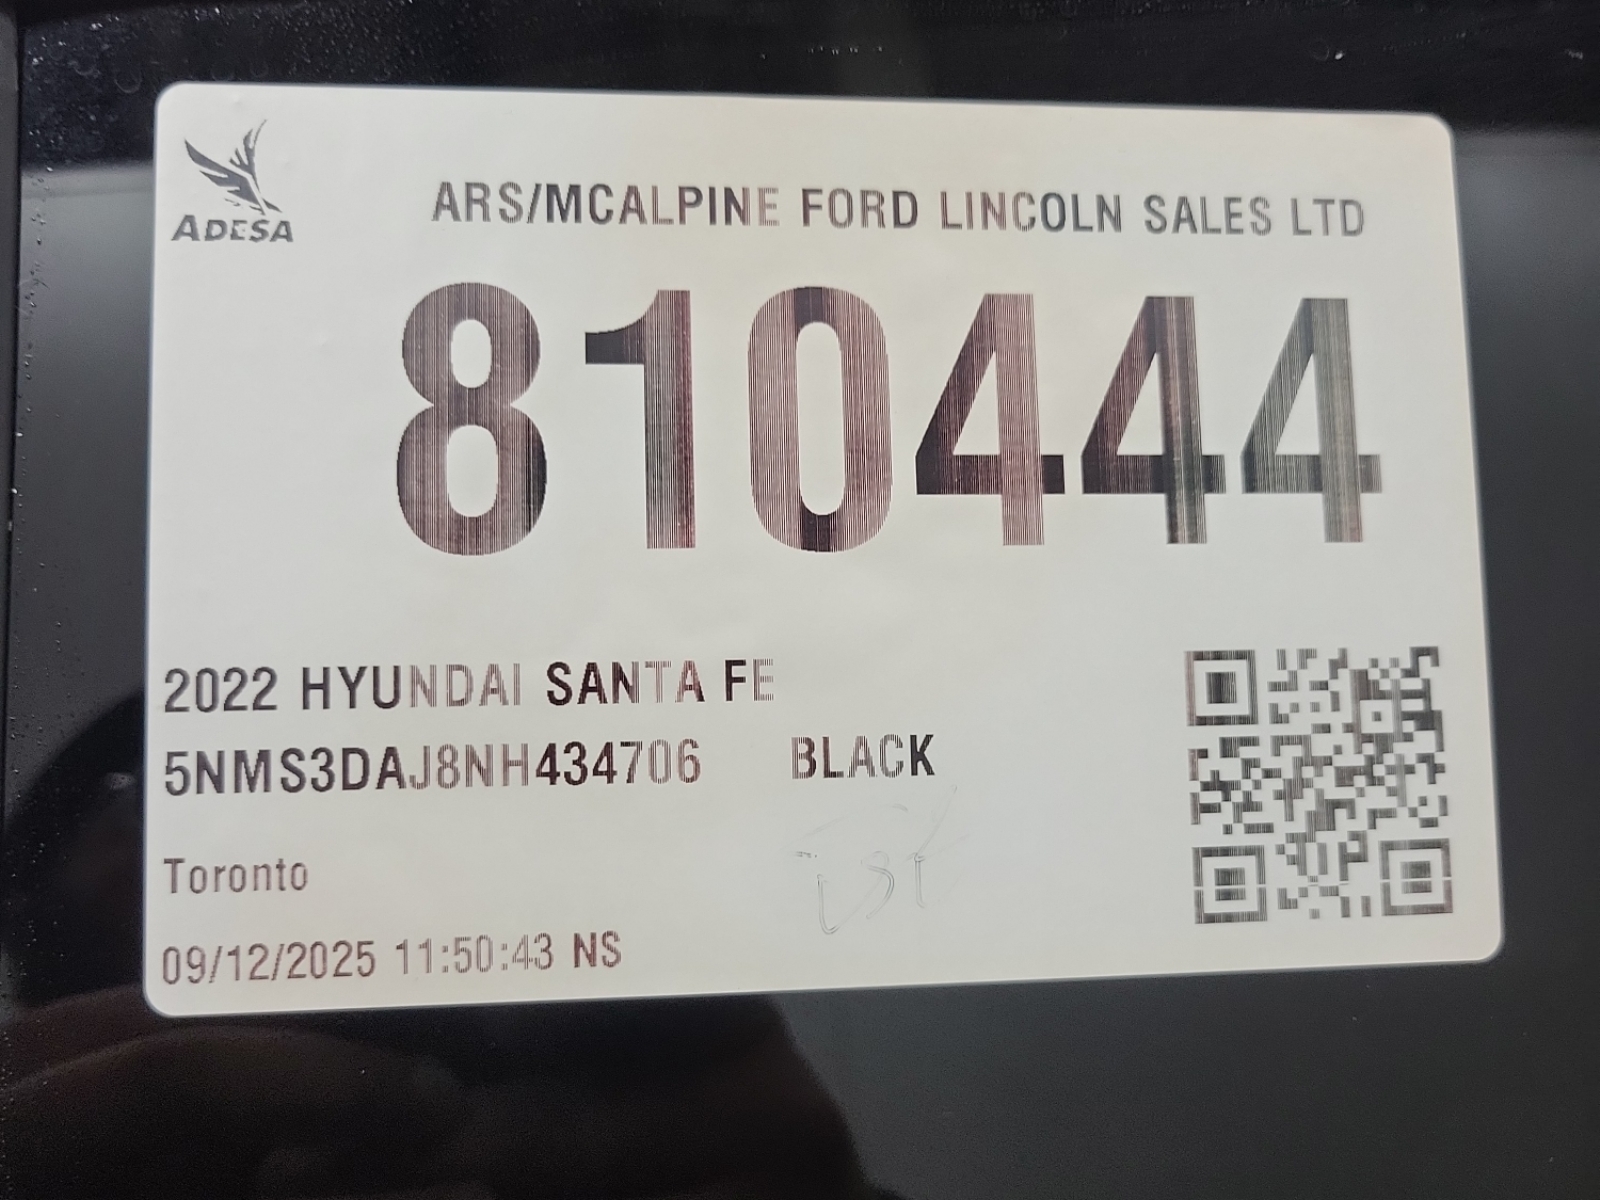 ADESA
ARS/MCALPINE FORD LINCOLN SALES LTD
810444
2022 HYUNDAI SANTA FE
5NMS3DAJ8NH434706 BLACK
Toronto
09/12/2025 11:50:43 NS